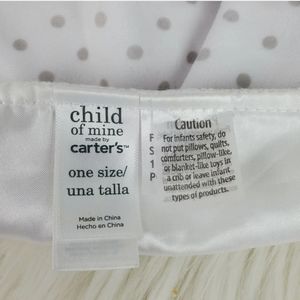 child
of mine
made by
carter's™
one size/
una talla
Made in China
Hecho en China
F
S
1
P
Caution
For infants safety, do
not put pillows, quilts,
comforters, pillow-like,
or blanket-like toys in
a crib or leave infant
unattended with these
types of products.